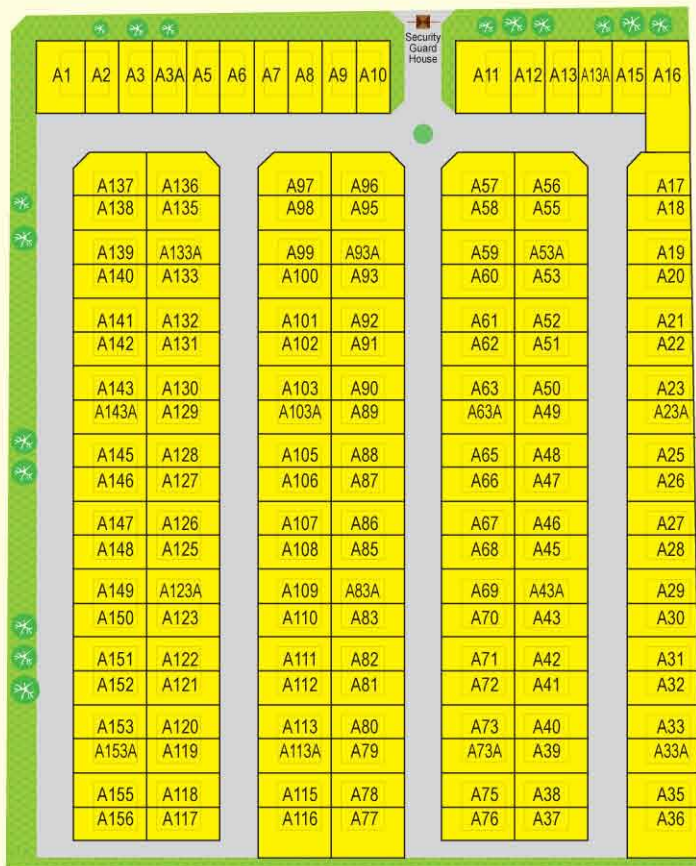 Security
Guard
House
A1 A2 A3 A3A A5 A6 A7 A8 A9 A10 A11 A12 A13 A13A A15 A16
A137 A136 A97 A96 A57 A56 A17
A138 A135 A98 A95 A58 A55 A18
A139 A133A A99 A93A A59 A53A A19
A140 A133 A100 A93 A60 A53 A20
A141 A132 A101 A92 A61 A52 A21
A142 A131 A102 A91 A62 A51 A22
A143 A130 A103 A90 A63 A50 A23
A143A A129 A103A A89 A63A A49 A23A
A145 A128 A105 A88 A65 A48 A25
A146 A127 A106 A87 A66 A47 A26
A147 A126 A107 A86 A67 A46 A27
A148 A125 A108 A85 A68 A45 A28
A149 A123A A109 A83A A69 A43A A29
A150 A123 A110 A83 A70 A43 A30
A151 A122 A111 A82 A71 A42 A31
A152 A121 A112 A81 A72 A41 A32
A153 A120 A113 A80 A73 A40 A33
A153A A119 A113A A79 A73A A39 A33A
A155 A118 A115 A78 A75 A38 A35
A156 A117 A116 A77 A76 A37 A36